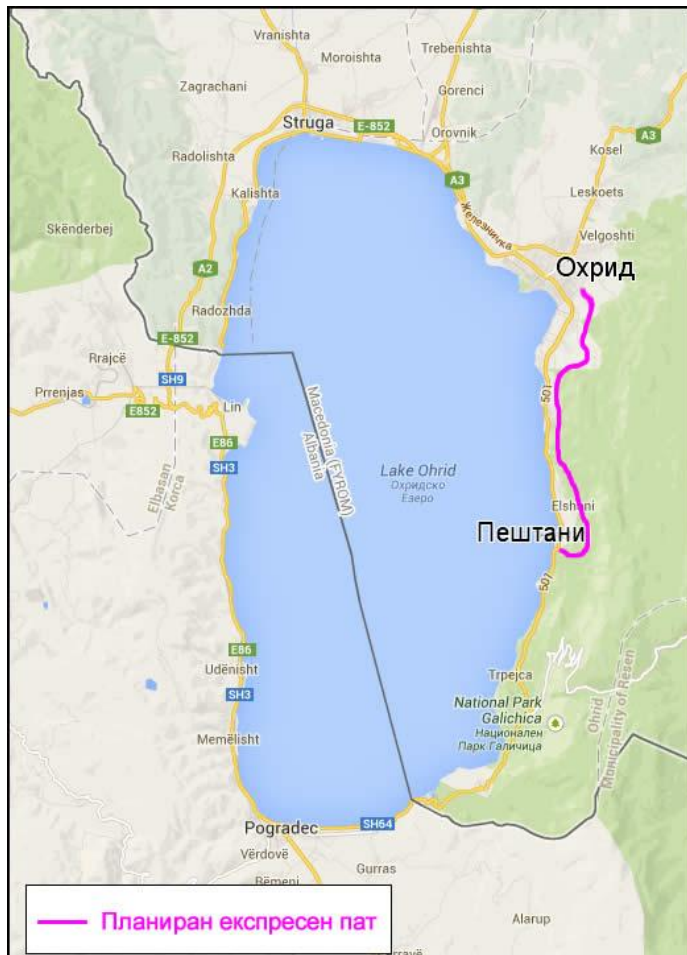 Vranishta
Moroishta
Trebenishta
Zagrachani
Gorenci
Struga
E-852
Orovnik
A3
Kosel
Radolishta
A3
Leskoets
Kalishta
Железничка
Velgoshti
Skënderbej
Охрид
A2
Radozhda
E-852
Rrajcë
SH9
Prrenjas
E852
Lin
501
Macedonia (FYROM)
Albania
E86
SH3
Lake Ohrid
Охридско
Езеро
Elbasan
Korca
Elshani
Пештани
501
E86
Udënisht
SH3
Trpejca
Ohrid
Municipality of Resen
National Park
Galichica
Национален
Парк Галичица
Memëlisht
Pogradec
SH64
Vërdovë
Gurras
Планиран експресен пат
Alarup